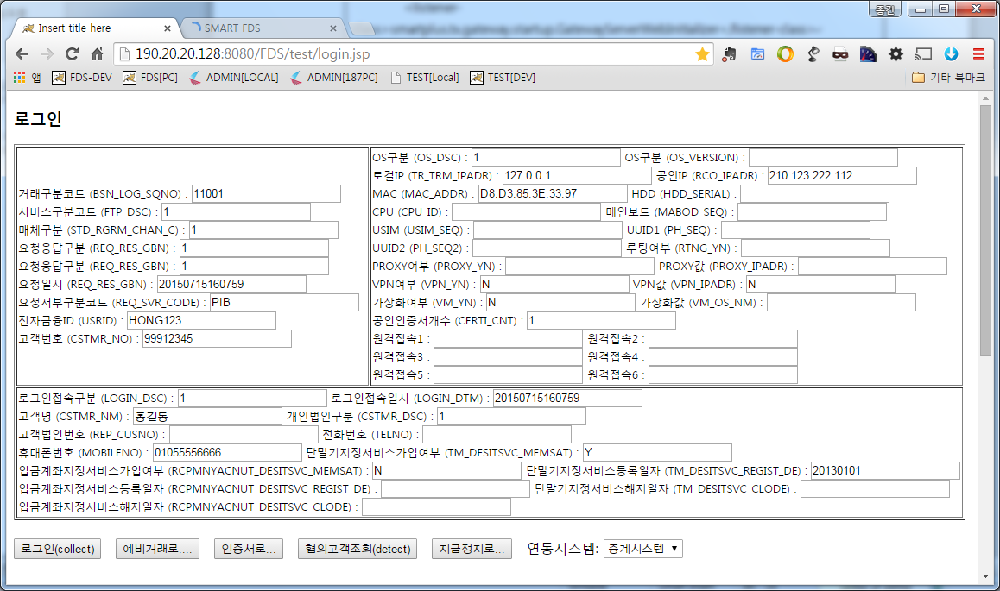 <listener-
종건
Insert title here
SMART FDS
190.20.20.128:8080/FDS/test/login.jsp
앱 FDS-DEV FDS[PC] ADMIN[LOCAL] ADMIN[187PC] TEST[Local] TEST[DEV] 기타 북마크
로그인
거래구분코드 (BSN_LOG_SQNO) : 11001
서비스구분코드 (FTP_DSC) : 1
매체구분 (STD_RGRM_CHAN_C) : 1
요청응답구분 (REQ_RES_GBN) : 1
요청응답구분 (REQ_RES_GBN) : 1
요청일시 (REQ_RES_GBN) : 20150715160759
요청서부구분코드 (REQ_SVR_CODE) : PIB
전자금융ID (USRID) : HONG123
고객번호 (CSTMR_NO) : 99912345
OS구분 (OS_DSC) : 1 OS구분 (OS_VERSION) :
로컬IP (TR_TRM_IPADR) : 127.0.0.1 공인IP (RCO_IPADR) : 210.123.222.112
MAC (MAC_ADDR) : D8:D3:85:3E:33:97 HDD (HDD_SERIAL) :
CPU (CPU_ID) : 메인보드 (MABOD_SEQ) :
USIM (USIM_SEQ) : UUID1 (PH_SEQ) :
UUID2 (PH_SEQ2) : 루팅여부 (RTNG_YN) :
PROXY여부 (PROXY_YN) : PROXY값 (PROXY_IPADR) :
VPN여부 (VPN_YN) : N VPN값 (VPN_IPADR) : N
가상화여부 (VM_YN) : N 가상화값 (VM_OS_NM) :
공인인증서개수 (CERTI_CNT) : 1
원격접속1 : 원격접속2 :
원격접속3 : 원격접속4 :
원격접속5 : 원격접속6 :
로그인접속구분 (LOGIN_DSC) : 1 로그인접속일시 (LOGIN_DTM) : 20150715160759
고객명 (CSTMR_NM) : 홍길동 개인법인구분 (CSTMR_DSC) : 1
고객법인번호 (REP_CUSNO) : 전화번호 (TELNO) :
휴대폰번호 (MOBILENO) : 01055556666 단말기지정서비스가입여부 (TM_DESITSVC_MEMSAT) : Y
입금계좌지정서비스가입여부 (RCPMNYACNUT_DESITSVC_MEMSAT) : N 단말기지정서비스등록일자 (TM_DESITSVC_REGIST_DE) : 20130101
입금계좌지정서비스등록일자 (RCPMNYACNUT_DESITSVC_REGIST_DE) : 단말기지정서비스해지일자 (TM_DESITSVC_CLODE) :
입금계좌지정서비스해지일자 (RCPMNYACNUT_DESITSVC_CLODE) :
로그인(collect) 예비거래로.... 인증서로... 협의고객조회(detect) 지급정지로... 연동시스템: 중계시스템